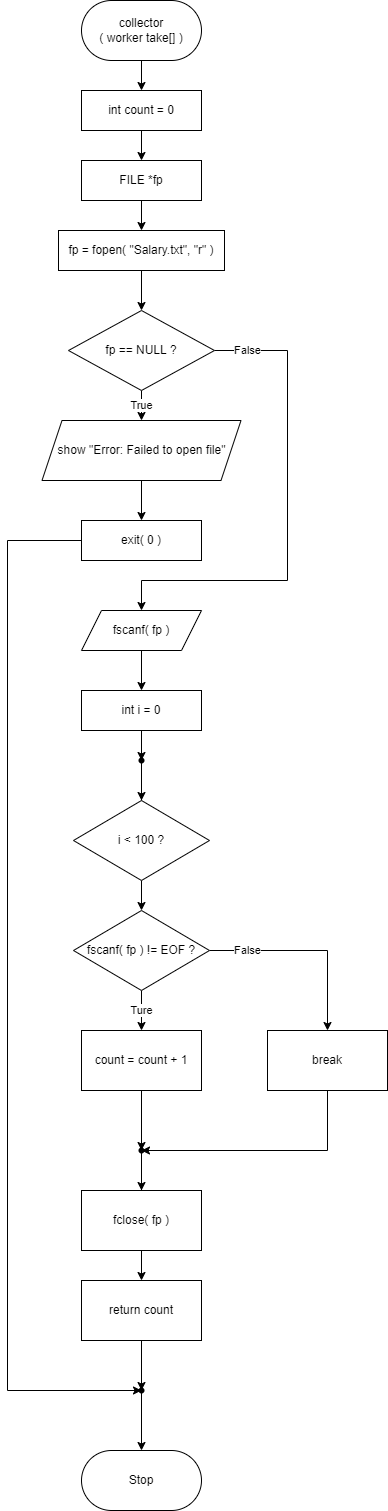 collector
( worker take[] )
int count = 0
FILE *fp
fp = fopen( "Salary.txt", "r" )
fp == NULL ?
False
True
show "Error: Failed to open file"
exit( 0 )
fscanf( fp )
int i = 0
i < 100 ?
fscanf( fp ) != EOF ?
False
Ture
count = count + 1
break
fclose( fp )
return count
Stop